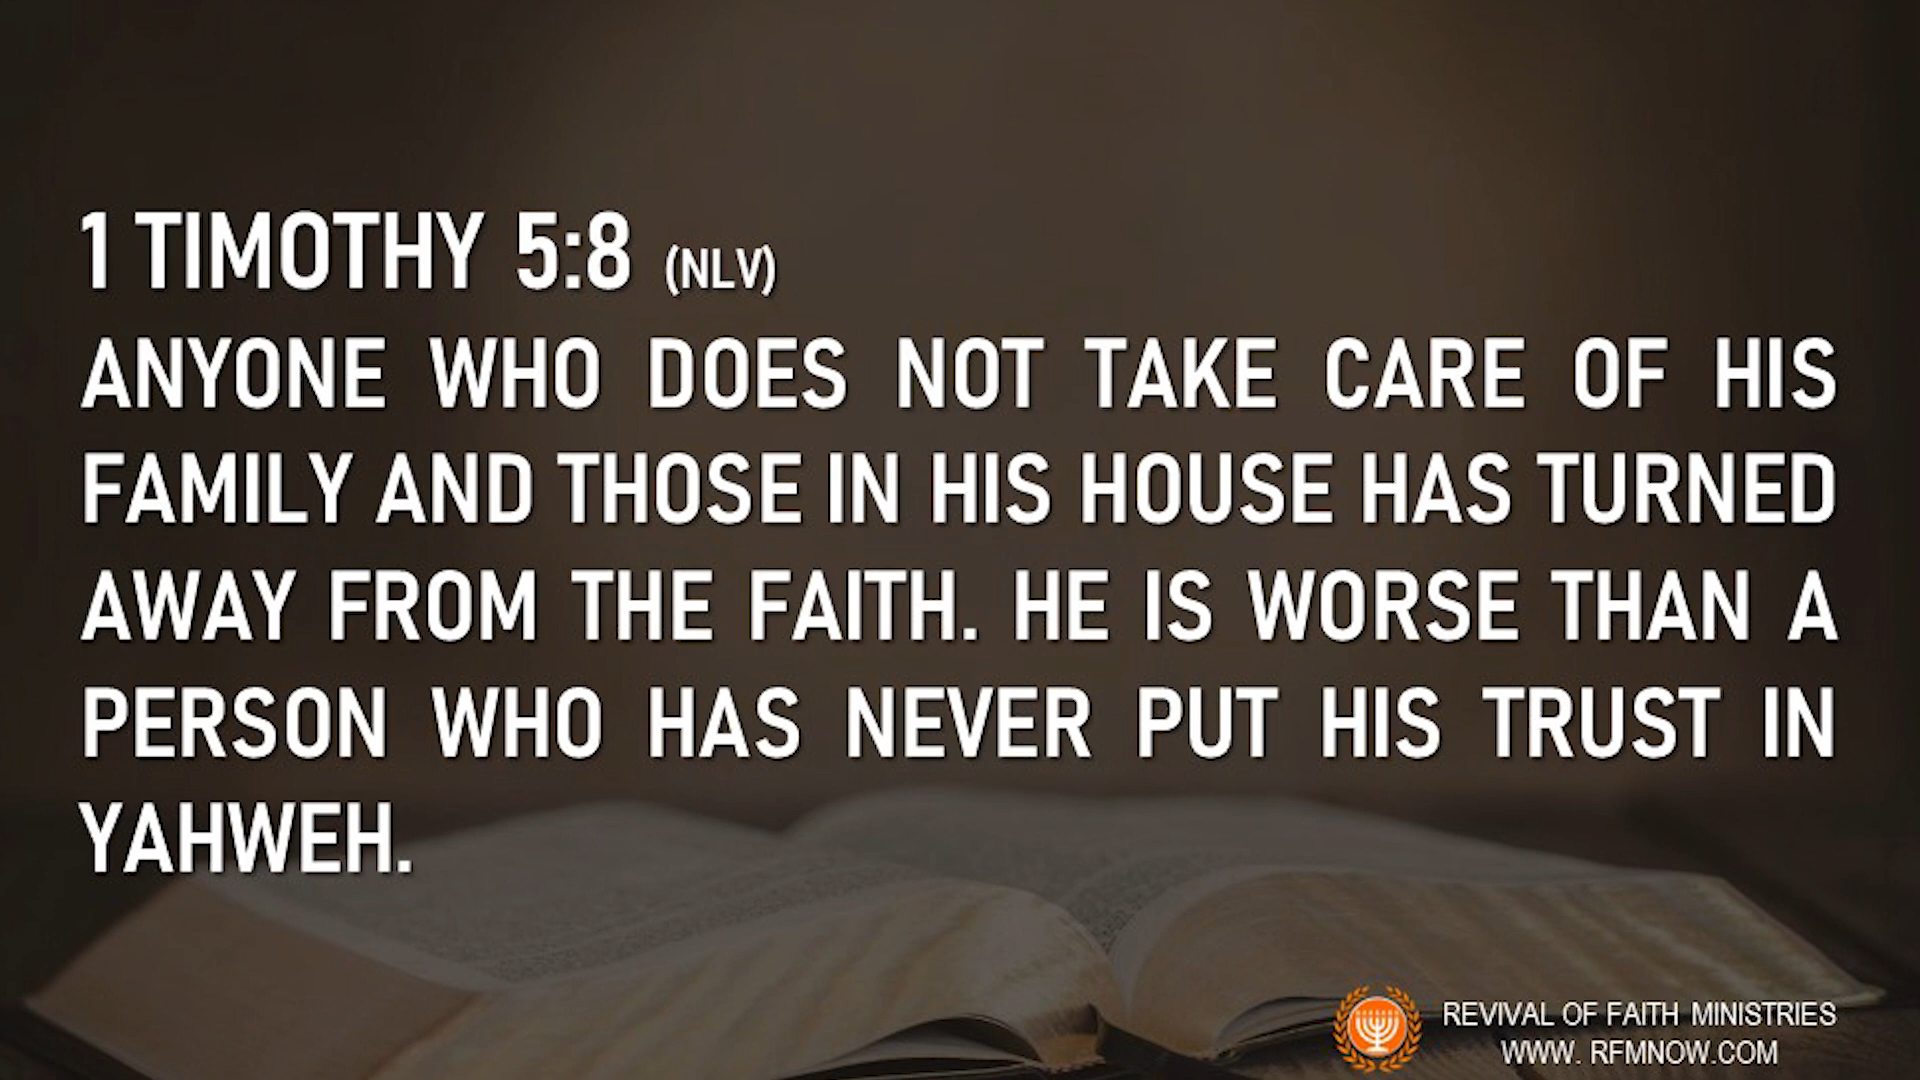 1 TIMOTHY 5:8 (NLV)
ANYONE WHO DOES NOT TAKE CARE OF HIS
FAMILY AND THOSE IN HIS HOUSE HAS TURNED
AWAY FROM THE FAITH. HE IS WORSE THAN A
PERSON WHO HAS NEVER PUT HIS TRUST IN
YAHWEH.
REVIVAL OF FAITH MINISTRIES
WWW. RFMNOW.COM